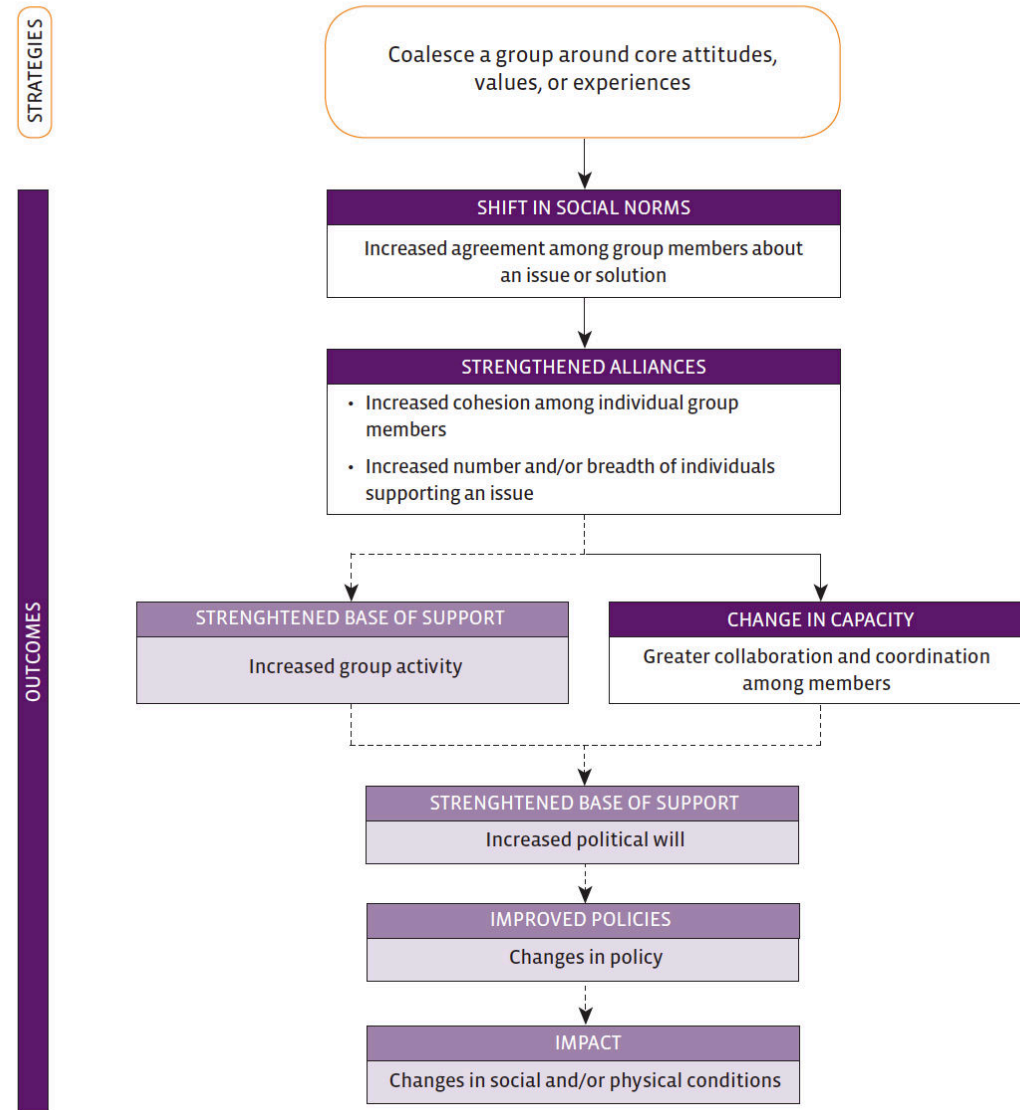 STRATEGIES
Coalesce a group around core attitudes,
values, or experiences
OUTCOMES
SHIFT IN SOCIAL NORMS
Increased agreement among group members about
an issue or solution
STRENGTHENED ALLIANCES
• Increased cohesion among individual group
members
• Increased number and/or breadth of individuals
supporting an issue
STRENGHTENED BASE OF SUPPORT
Increased group activity
CHANGE IN CAPACITY
Greater collaboration and coordination
among members
STRENGHTENED BASE OF SUPPORT
Increased political will
IMPROVED POLICIES
Changes in policy
IMPACT
Changes in social and/or physical conditions